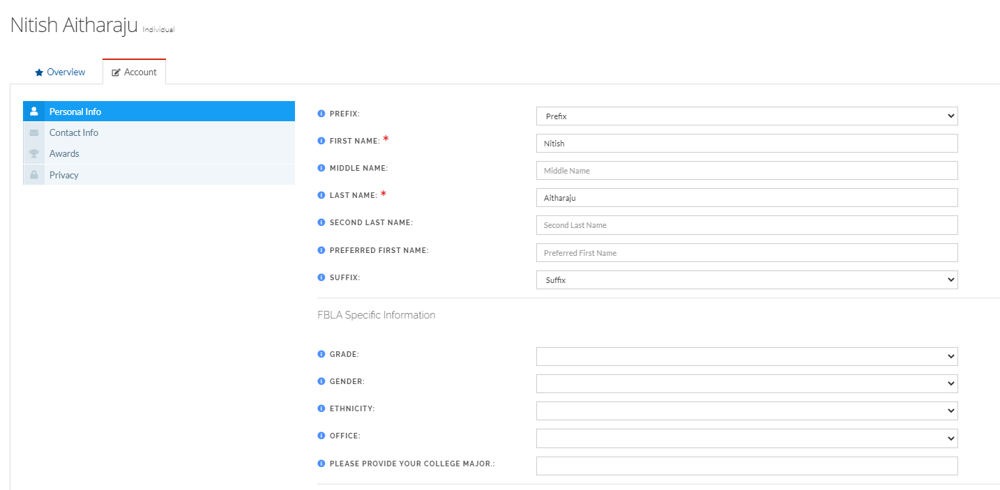 Nitish Aitharaju Individual
Overview Account
Personal Info
Contact Info
Awards
Privacy
PREFIX: Prefix
FIRST NAME: * Nitish
MIDDLE NAME: Middle Name
LAST NAME: * Aitharaju
SECOND LAST NAME: Second Last Name
PREFERRED FIRST NAME: Preferred First Name
SUFFIX: Suffix
FBLA Specific Information
GRADE:
GENDER:
ETHNICITY:
OFFICE:
PLEASE PROVIDE YOUR COLLEGE MAJOR.: